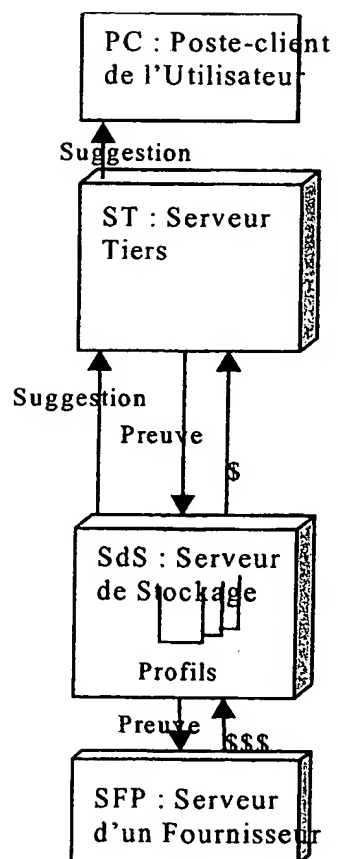 PC : Poste-client
de l'Utilisateur
Suggestion
ST : Serveur
Tiers
Suggestion
Preuve
$
SdS : Serveur
de Stockage
Profils
Preuve
$$$
SFP : Serveur
d'un Fournisseur